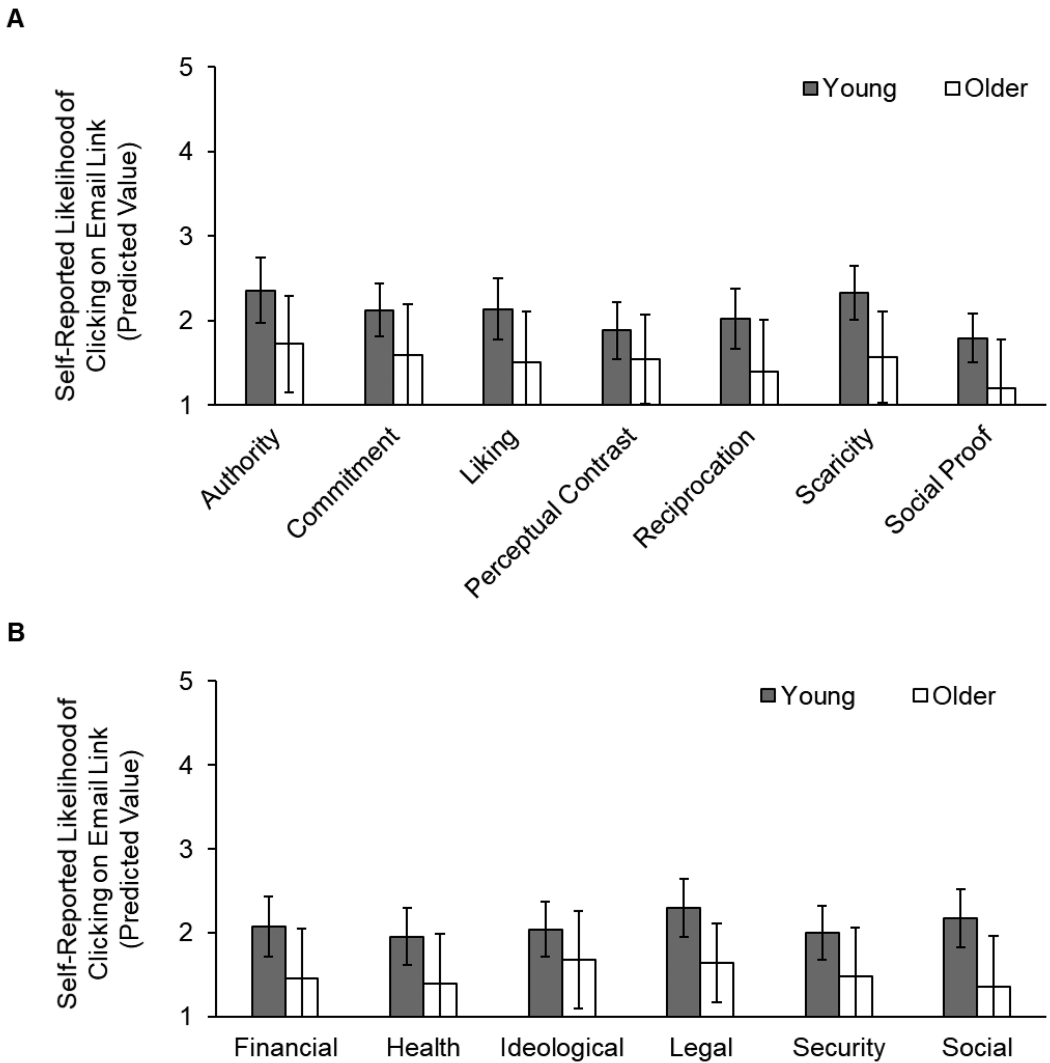 A
Self-Reported Likelihood of
Clicking on Email Link
(Predicted Value)
5
4
3
2
1
Young
Older
Authority
Commitment
Liking
Perceptual Contrast
Reciprocation
Scaricity
Social Proof
B
Self-Reported Likelihood of
Clicking on Email Link
(Predicted Value)
5
4
3
2
1
Young
Older
Financial
Health
Ideological
Legal
Security
Social